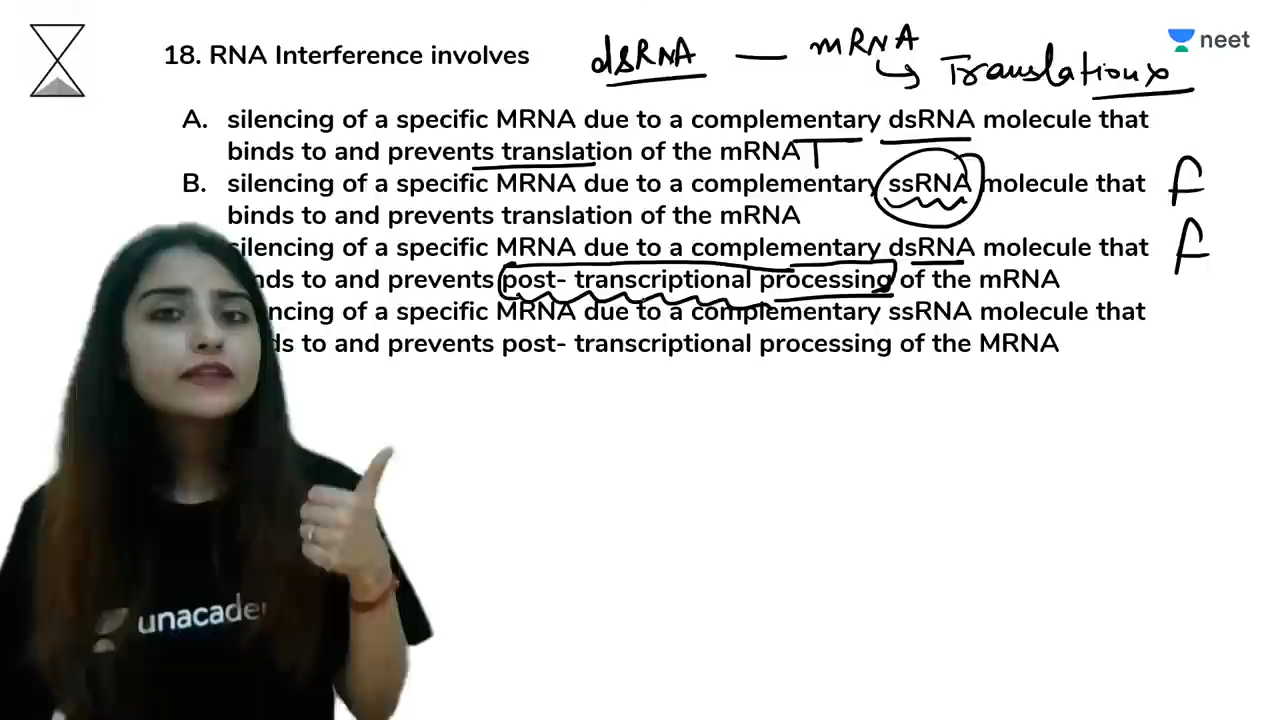 18. RNA Interference involves
dsRNA — mRNA
Translation x
neet
A. silencing of a specific MRNA due to a complementary dsRNA molecule that
binds to and prevents translation of the mRNA T
B. silencing of a specific MRNA due to a complementary ssRNA molecule that f
binds to and prevents translation of the mRNA
silencing of a specific MRNA due to a complementary dsRNA molecule that f
nds to and prevents post- transcriptional processing of the mRNA
ncing of a specific MRNA due to a complementary ssRNA molecule that
ds to and prevents post- transcriptional processing of the MRNA
unacade